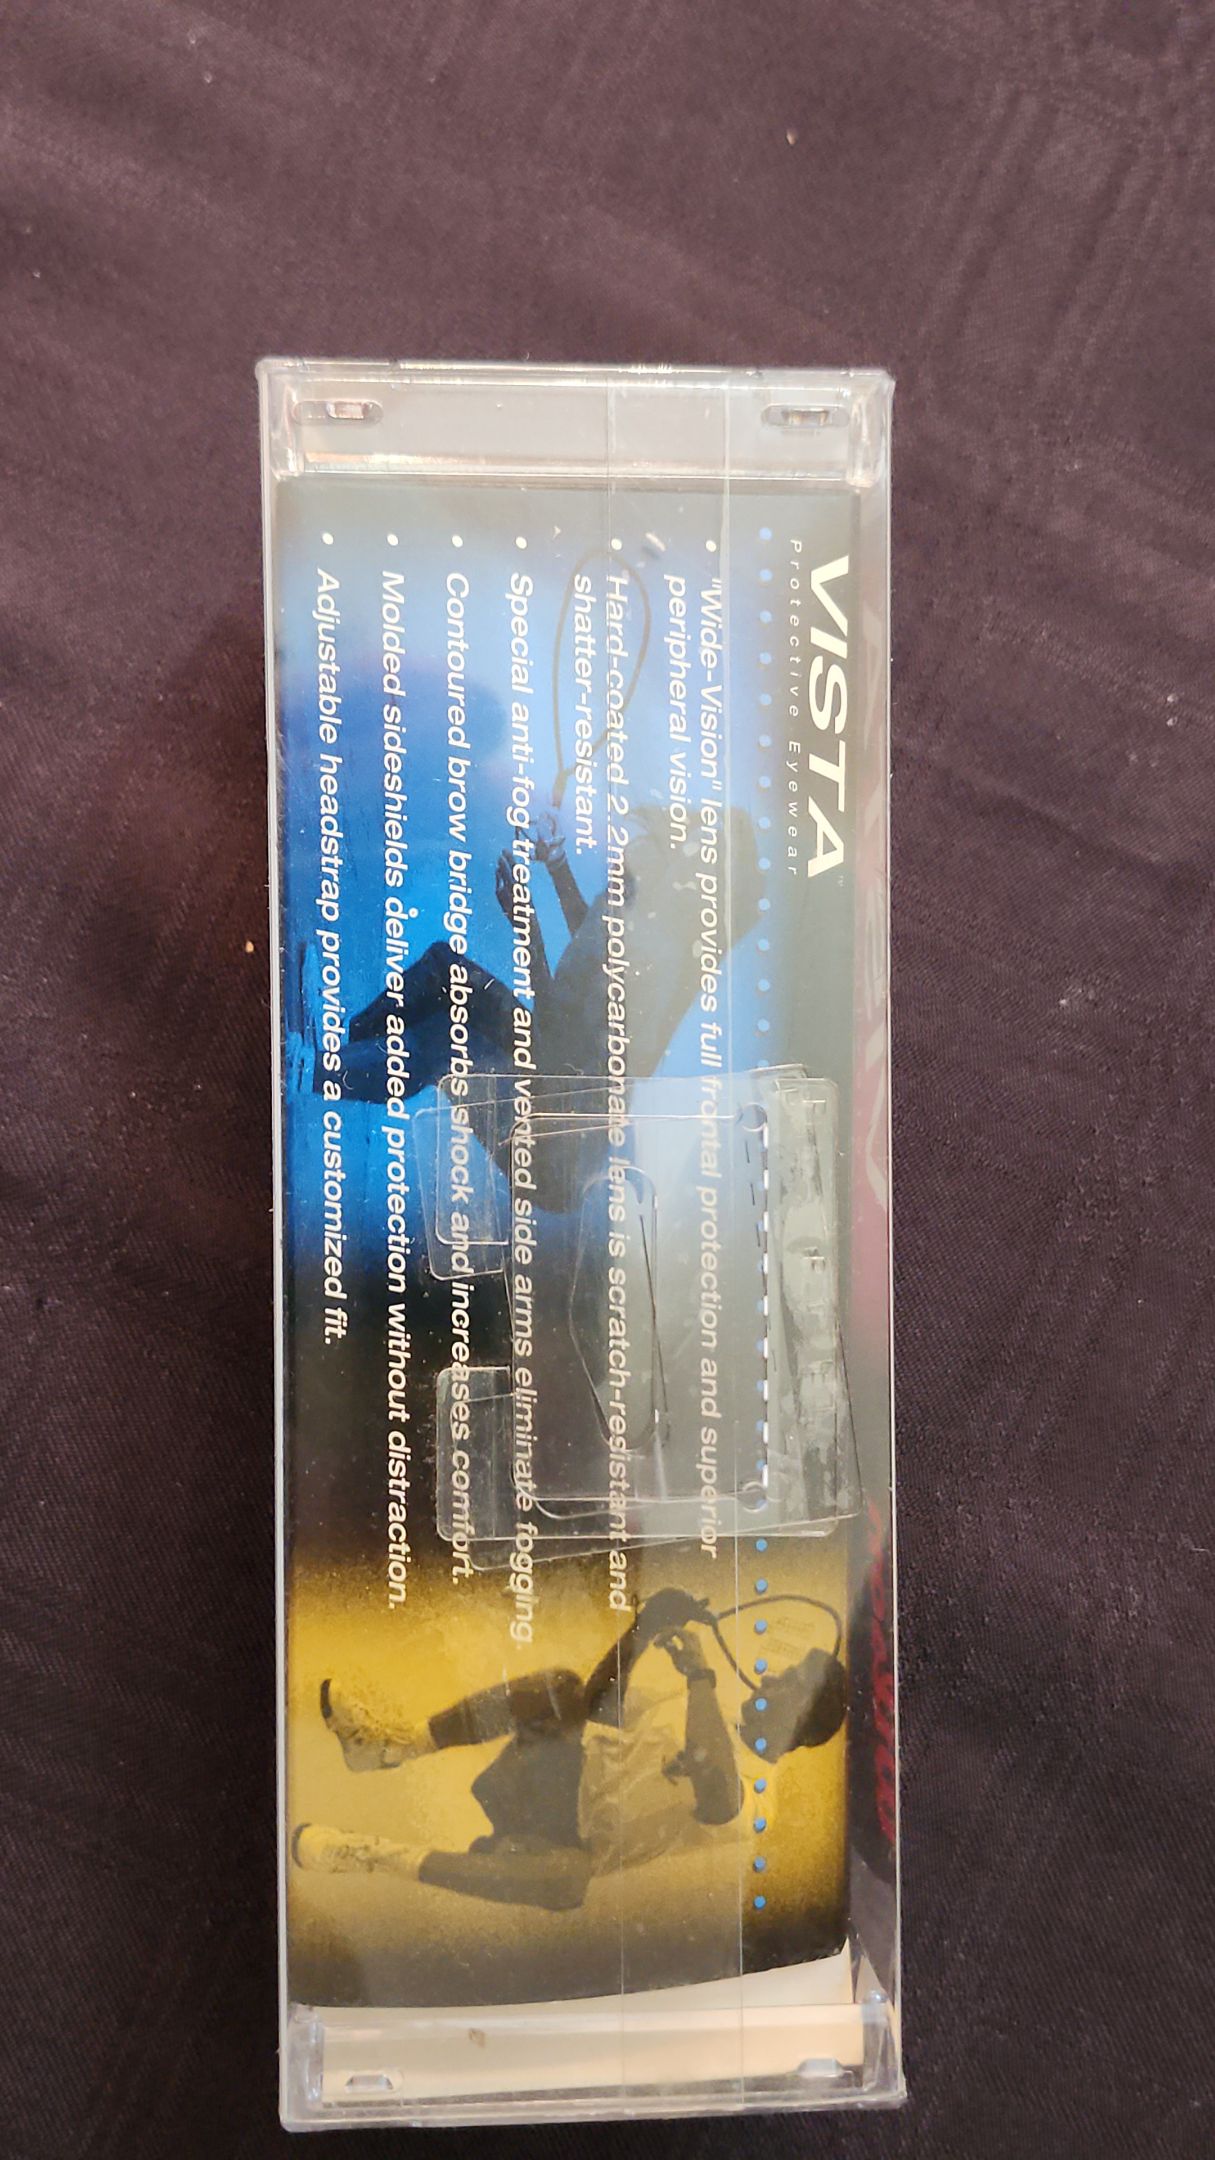 VISTA™
Protective Eyewear
• "Wide-Vision" lens provides full frontal protection and superior
peripheral vision.
• Hard-coated 2.2mm polycarbonate lens is scratch-resistant and
shatter-resistant.
• Special anti-fog treatment and vented side arms eliminate fogging.
• Contoured brow bridge absorbs shock and increases comfort.
• Molded sideshields deliver added protection without distraction.
• Adjustable headstrap provides a customized fit.